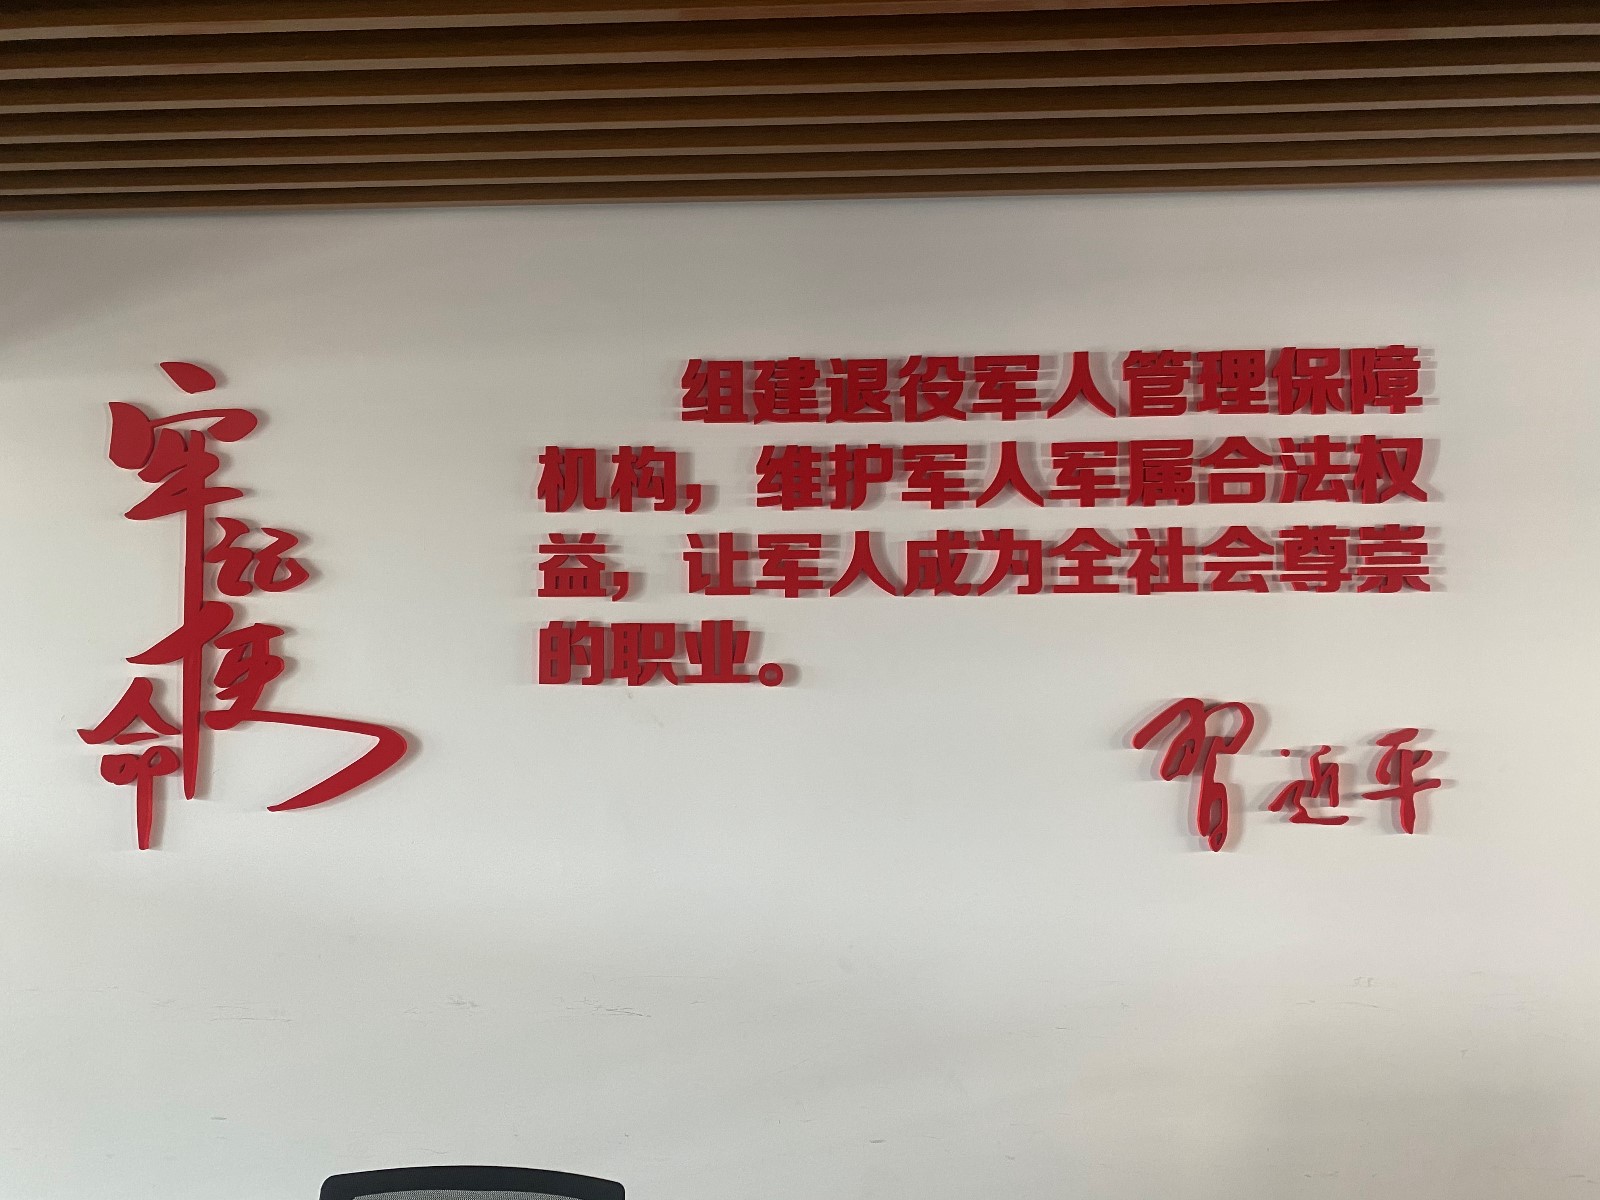 牢记使命
组建退役军人管理保障
机构，维护军人军属合法权
益，让军人成为全社会尊崇
的职业。
习近平